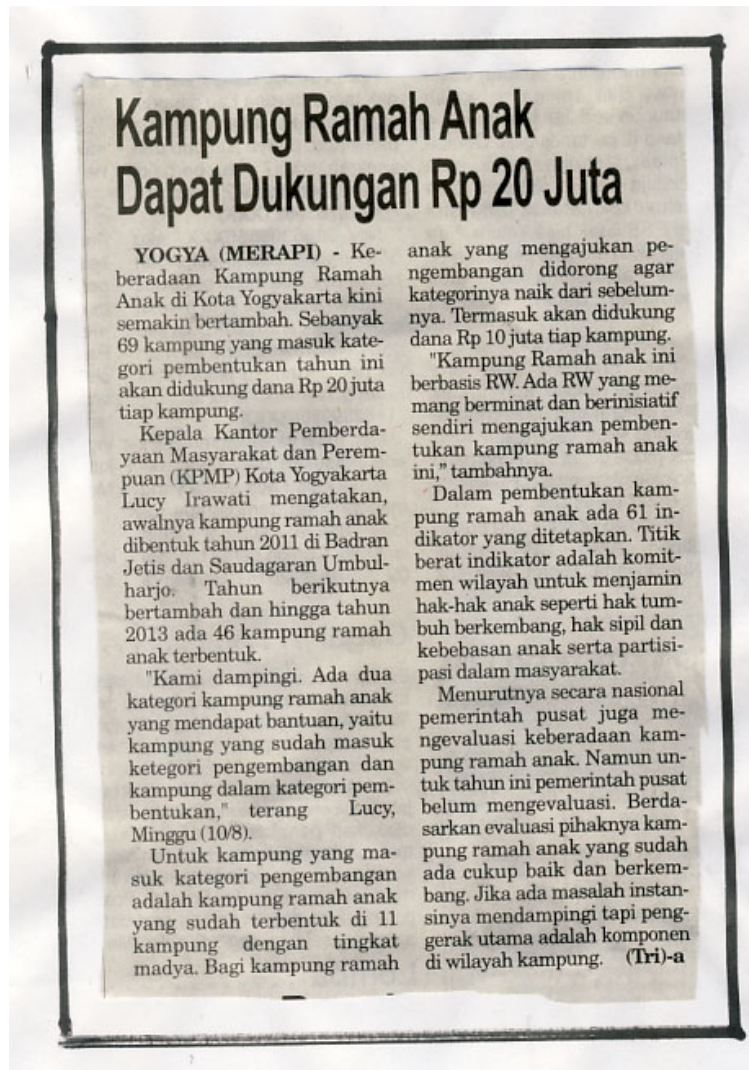 Kampung Ramah Anak
Dapat Dukungan Rp 20 Juta
YOGYA (MERAPI) - Ke-
beradaan Kampung Ramah
Anak di Kota Yogyakarta kini
semakin bertambah. Sebanyak
69 kampung yang masuk kate-
gori pembentukan tahun ini
akan didukung dana Rp 20 juta
tiap kampung.
Kepala Kantor Pemberda-
yaan Masyarakat dan Perem-
puan (KPMP) Kota Yogyakarta
Lucy Irawati mengatakan,
awalnya kampung ramah anak
dibentuk tahun 2011 di Badran
Jetis dan Saudagaran Umbul-
harjo. Tahun berikutnya
bertambah dan hingga tahun
2013 ada 46 kampung ramah
anak terbentuk.
"Kami dampingi. Ada dua
kategori kampung ramah anak
yang mendapat bantuan, yaitu
kampung yang sudah masuk
ketegori pengembangan dan
kampung dalam kategori pem-
bentukan," terang Lucy,
Minggu (10/8).
Untuk kampung yang ma-
suk kategori pengembangan
adalah kampung ramah anak
yang sudah terbentuk di 11
kampung dengan tingkat
madya. Bagi kampung ramah
anak yang mengajukan pe-
ngembangan didorong agar
kategorinya naik dari sebelum-
nya. Termasuk akan didukung
dana Rp 10 juta tiap kampung.
"Kampung Ramah anak ini
berbasis RW. Ada RW yang me-
mang berminat dan berinisiatif
sendiri mengajukan pemben-
tukan kampung ramah anak
ini," tambahnya.
Dalam pembentukan kam-
pung ramah anak ada 61 in-
dikator yang ditetapkan. Titik
berat indikator adalah komit-
men wilayah untuk menjamin
hak-hak anak seperti hak tum-
buh berkembang, hak sipil dan
kebebasan anak serta partisi-
pasi dalam masyarakat.
Menurutnya secara nasional
pemerintah pusat juga me-
ngevaluasi keberadaan kam-
pung ramah anak. Namun un-
tuk tahun ini pemerintah pusat
belum mengevaluasi. Berda-
sarkan evaluasi pihaknya kam-
pung ramah anak yang sudah
ada cukup baik dan berkem-
bang. Jika ada masalah instan-
sinya mendampingi tapi peng-
gerak utama adalah komponen
di wilayah kampung. (Tri)-a